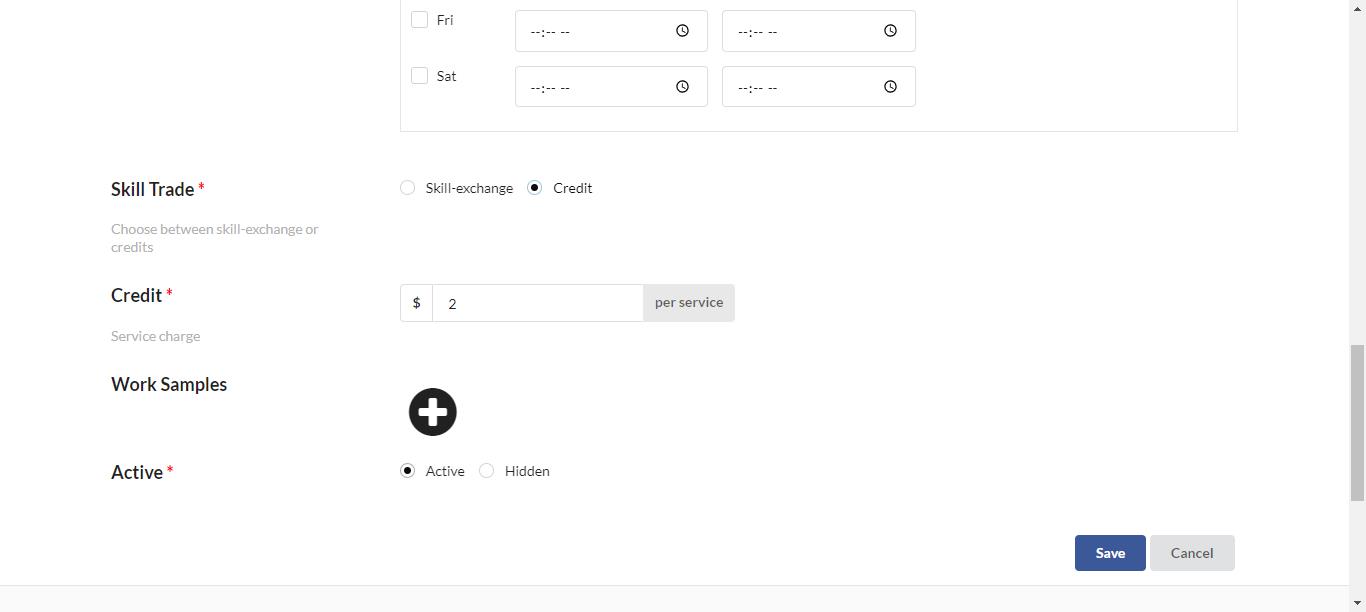 Fri --:-- -- --:-- --
Sat --:-- -- --:-- --
Skill Trade * Skill-exchange Credit
Choose between skill-exchange or
credits
Credit * $ 2 per service
Service charge
Work Samples
Active * Active Hidden
Save Cancel